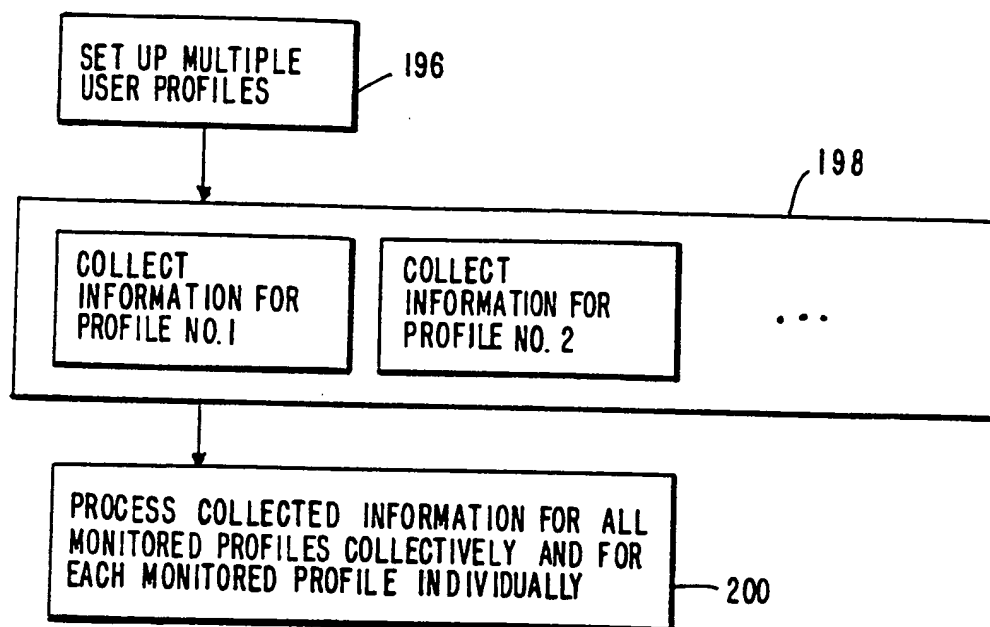 SET UP MULTIPLE
USER PROFILES
196
198
COLLECT
INFORMATION FOR
PROFILE NO. 1
COLLECT
INFORMATION FOR
PROFILE NO. 2
...
PROCESS COLLECTED INFORMATION FOR ALL
MONITORED PROFILES COLLECTIVELY AND FOR
EACH MONITORED PROFILE INDIVIDUALLY
200